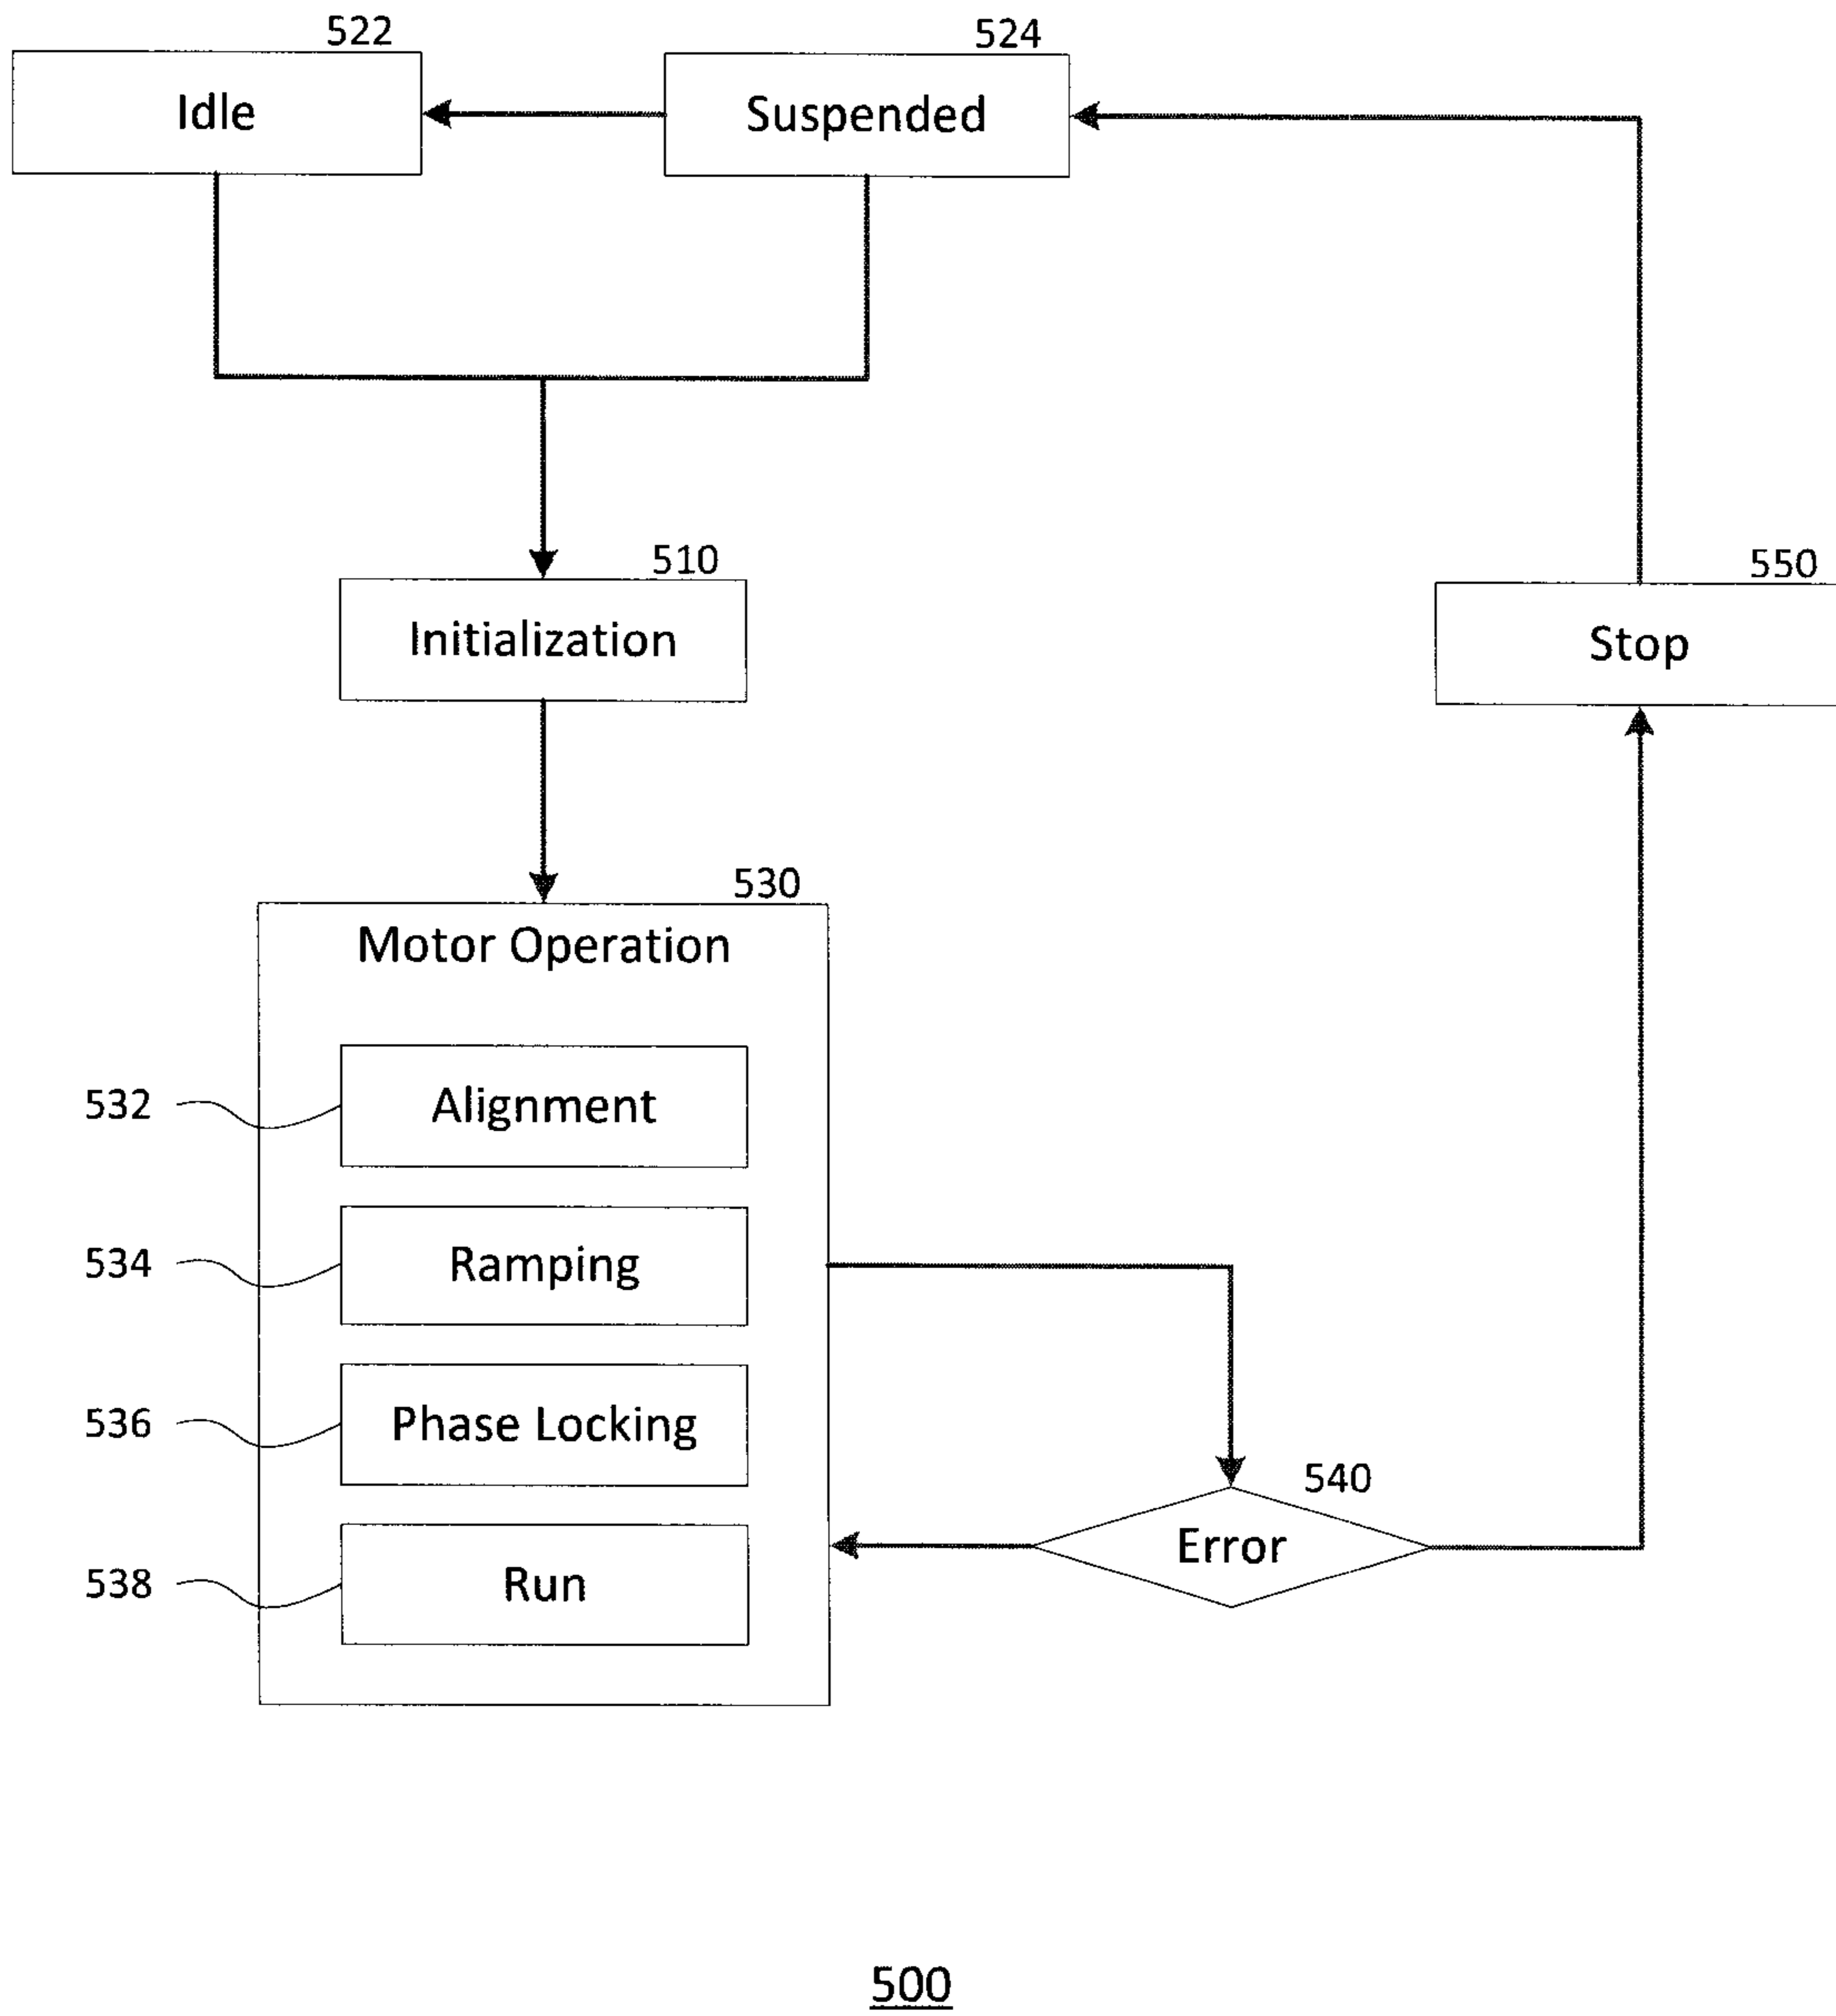 522
Idle
524
Suspended
510
Initialization
550
Stop
530
Motor Operation
532
Alignment
534
Ramping
536
Phase Locking
540
Error
538
Run
500